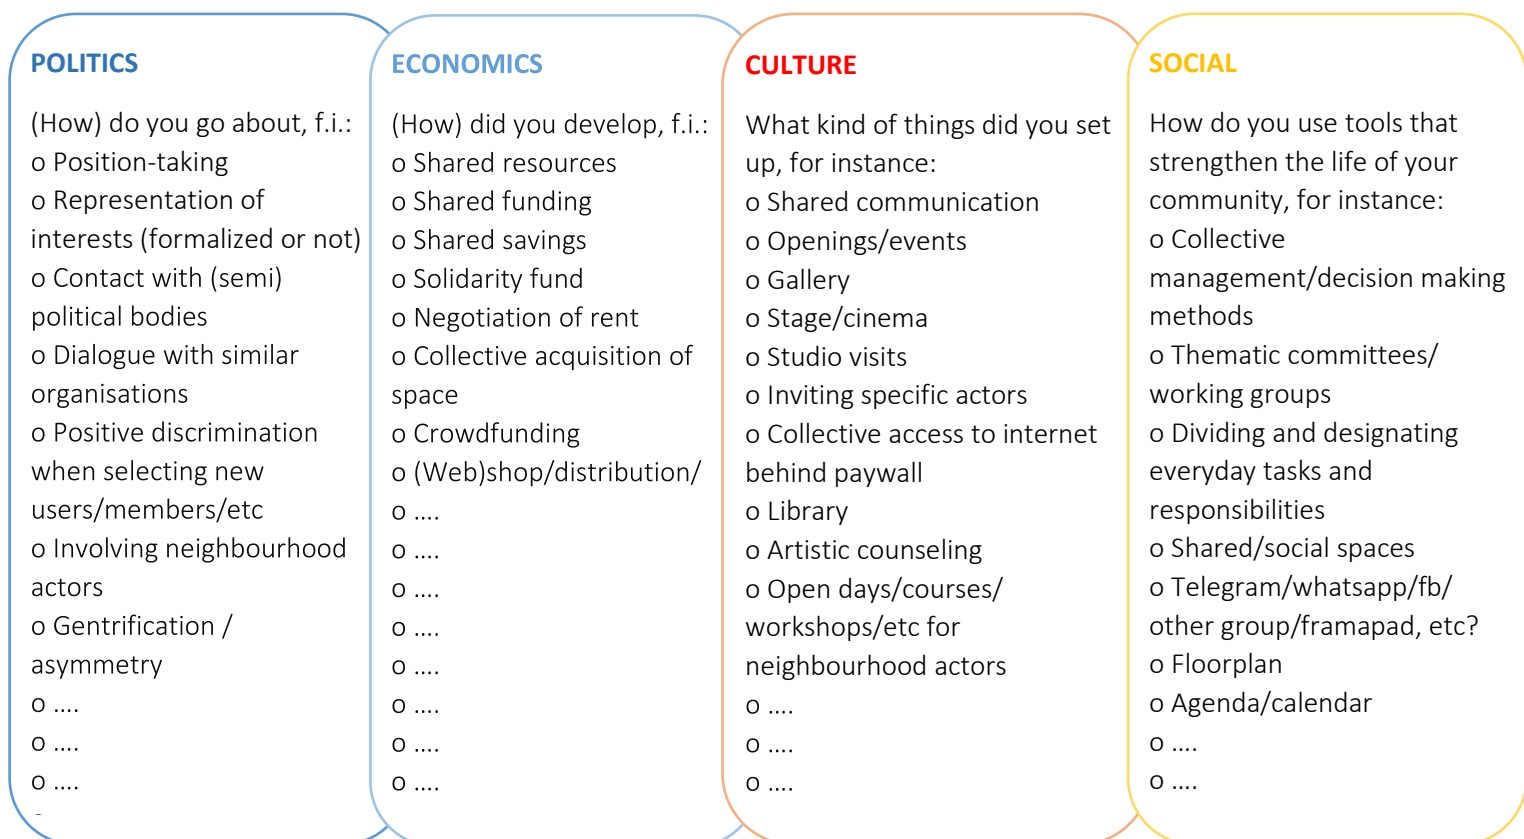 POLITICS
(How) do you go about, f.i.:
o Position-taking
o Representation of
interests (formalized or not)
o Contact with (semi)
political bodies
o Dialogue with similar
organisations
o Positive discrimination
when selecting new
users/members/etc
o Involving neighbourhood
actors
o Gentrification /
asymmetry
o ....
o ....
o ....
ECONOMICS
(How) did you develop, f.i.:
o Shared resources
o Shared funding
o Shared savings
o Solidarity fund
o Negotiation of rent
o Collective acquisition of
space
o Crowdfunding
o (Web)shop/distribution/
o ....
o ....
o ....
o ....
o ....
o ....
o ....
o ....
CULTURE
What kind of things did you set
up, for instance:
o Shared communication
o Openings/events
o Gallery
o Stage/cinema
o Studio visits
o Inviting specific actors
o Collective access to internet
behind paywall
o Library
o Artistic counseling
o Open days/courses/
workshops/etc for
neighbourhood actors
o ....
o ....
o ....
SOCIAL
How do you use tools that
strengthen the life of your
community, for instance:
o Collective
management/decision making
methods
o Thematic committees/
working groups
o Dividing and designating
everyday tasks and
responsibilities
o Shared/social spaces
o Telegram/whatsapp/fb/
other group/framapad, etc?
o Floorplan
o Agenda/calendar
o ....
o ....